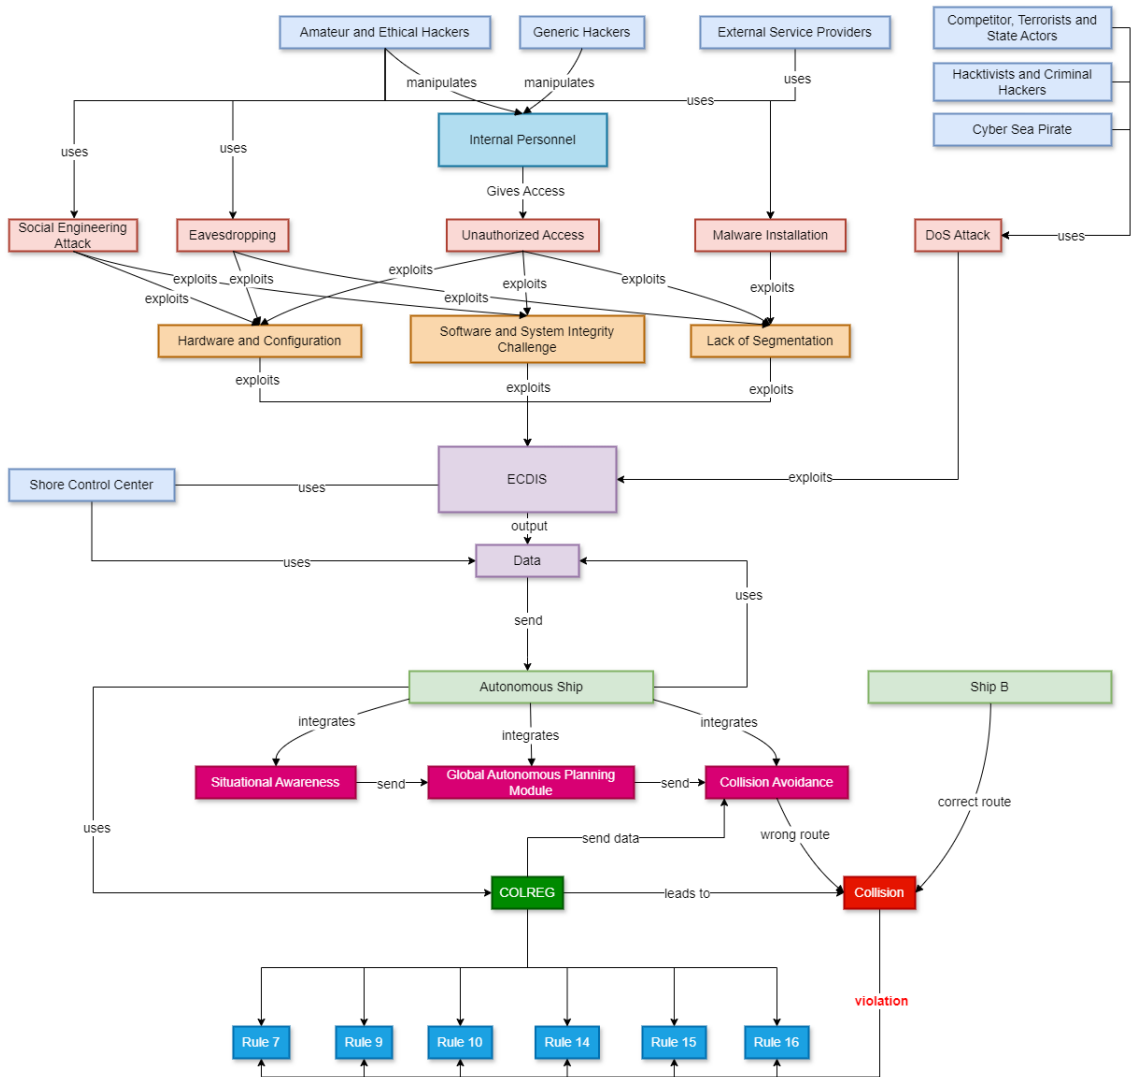 Amateur and Ethical Hackers
Generic Hackers
External Service Providers
Competitor, Terrorists and
State Actors
Hacktivists and Criminal
Hackers
Cyber Sea Pirate
manipulates
manipulates
uses
uses
Internal Personnel
uses
uses
Gives Access
Social Engineering
Attack
Eavesdropping
Unauthorized Access
Malware Installation
DoS Attack
uses
exploits
exploits
exploits
exploits
exploits
exploits
exploits
exploits
Hardware and Configuration
Software and System Integrity
Challenge
Lack of Segmentation
exploits
exploits
exploits
ECDIS
Shore Control Center
uses
exploits
output
uses
Data
uses
send
Autonomous Ship
Ship B
integrates
integrates
integrates
Situational Awareness
send
Global Autonomous Planning
Module
send
Collision Avoidance
correct route
uses
send data
wrong route
COLREG
leads to
Collision
violation
Rule 7
Rule 9
Rule 10
Rule 14
Rule 15
Rule 16